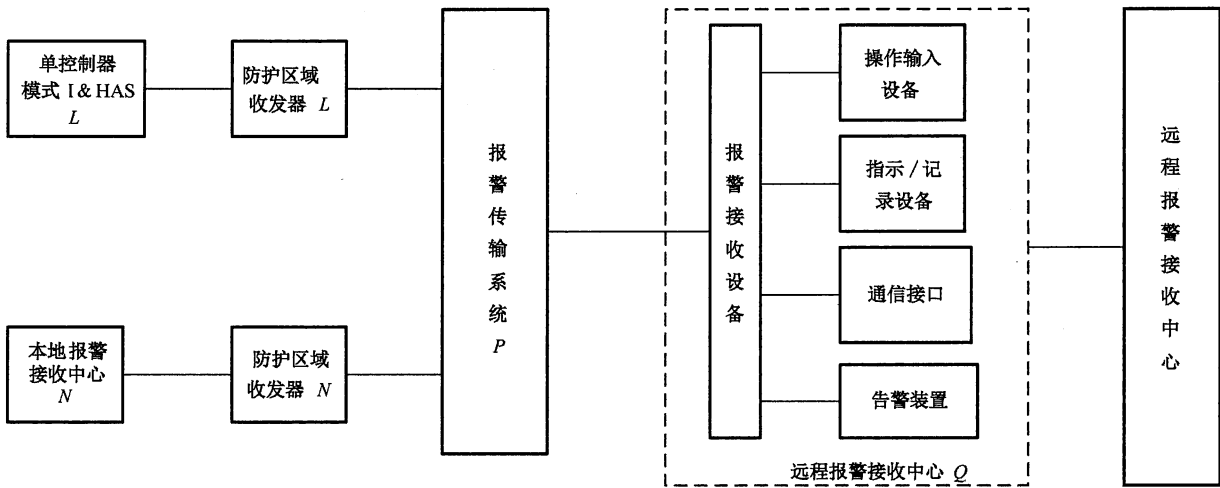 单控制器
模式 I & HAS
L
防护区域
收发器 L
本地报警
接收中心
N
防护区域
收发器 N
报警传输系统
P
报警接收设备
操作输入
设备
指示/记
录设备
通信接口
告警装置
远程报警接收中心 Q
远程报警接收中心